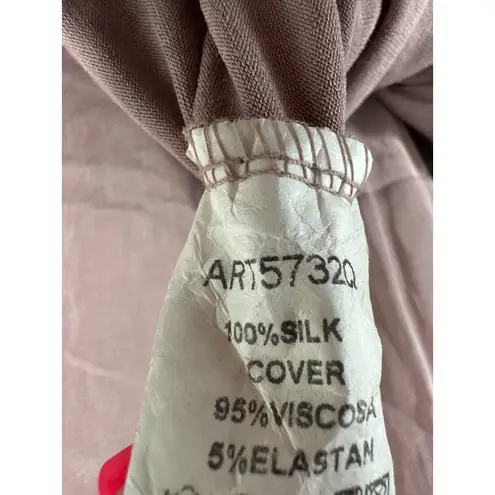 ART5732Q
100%SILK
COVER
95%VISCOSA
5%ELASTAN